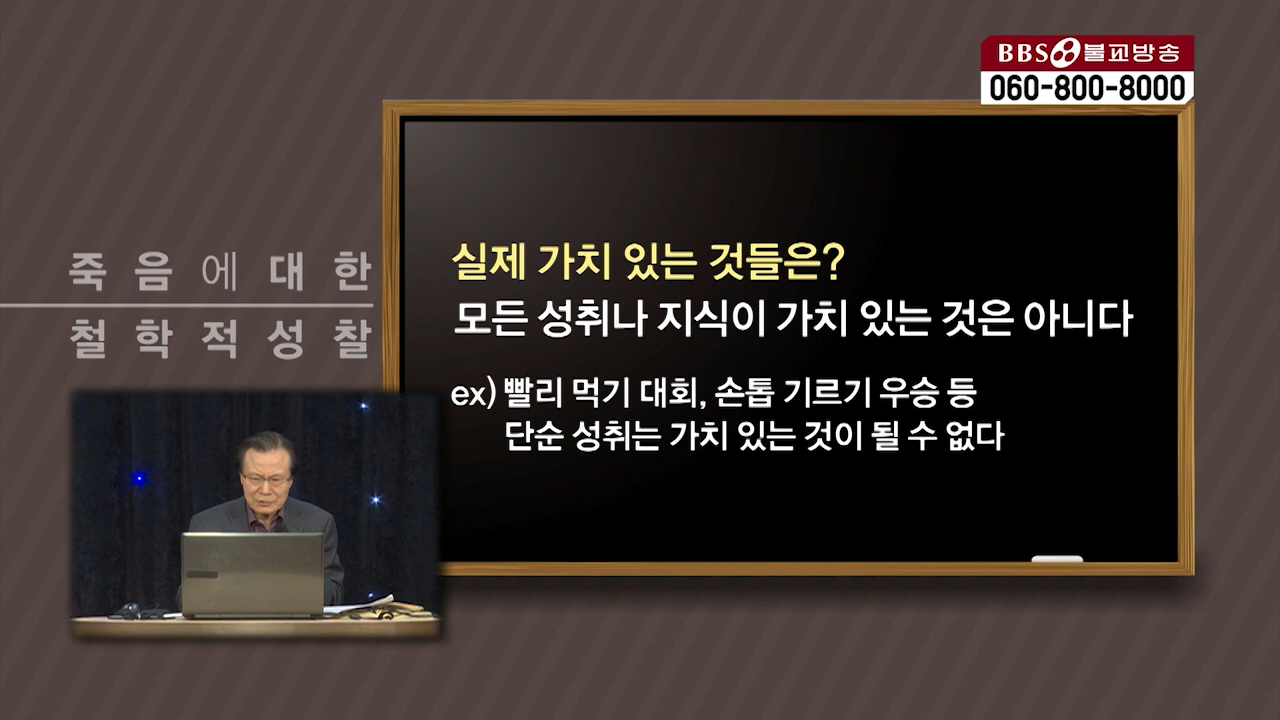 BBS 불교방송
060-800-8000
죽음에대한
철학적성찰
실제 가치 있는 것들은?
모든 성취나 지식이 가치 있는 것은 아니다
ex) 빨리 먹기 대회, 손톱 기르기 우승 등
단순 성취는 가치 있는 것이 될 수 없다